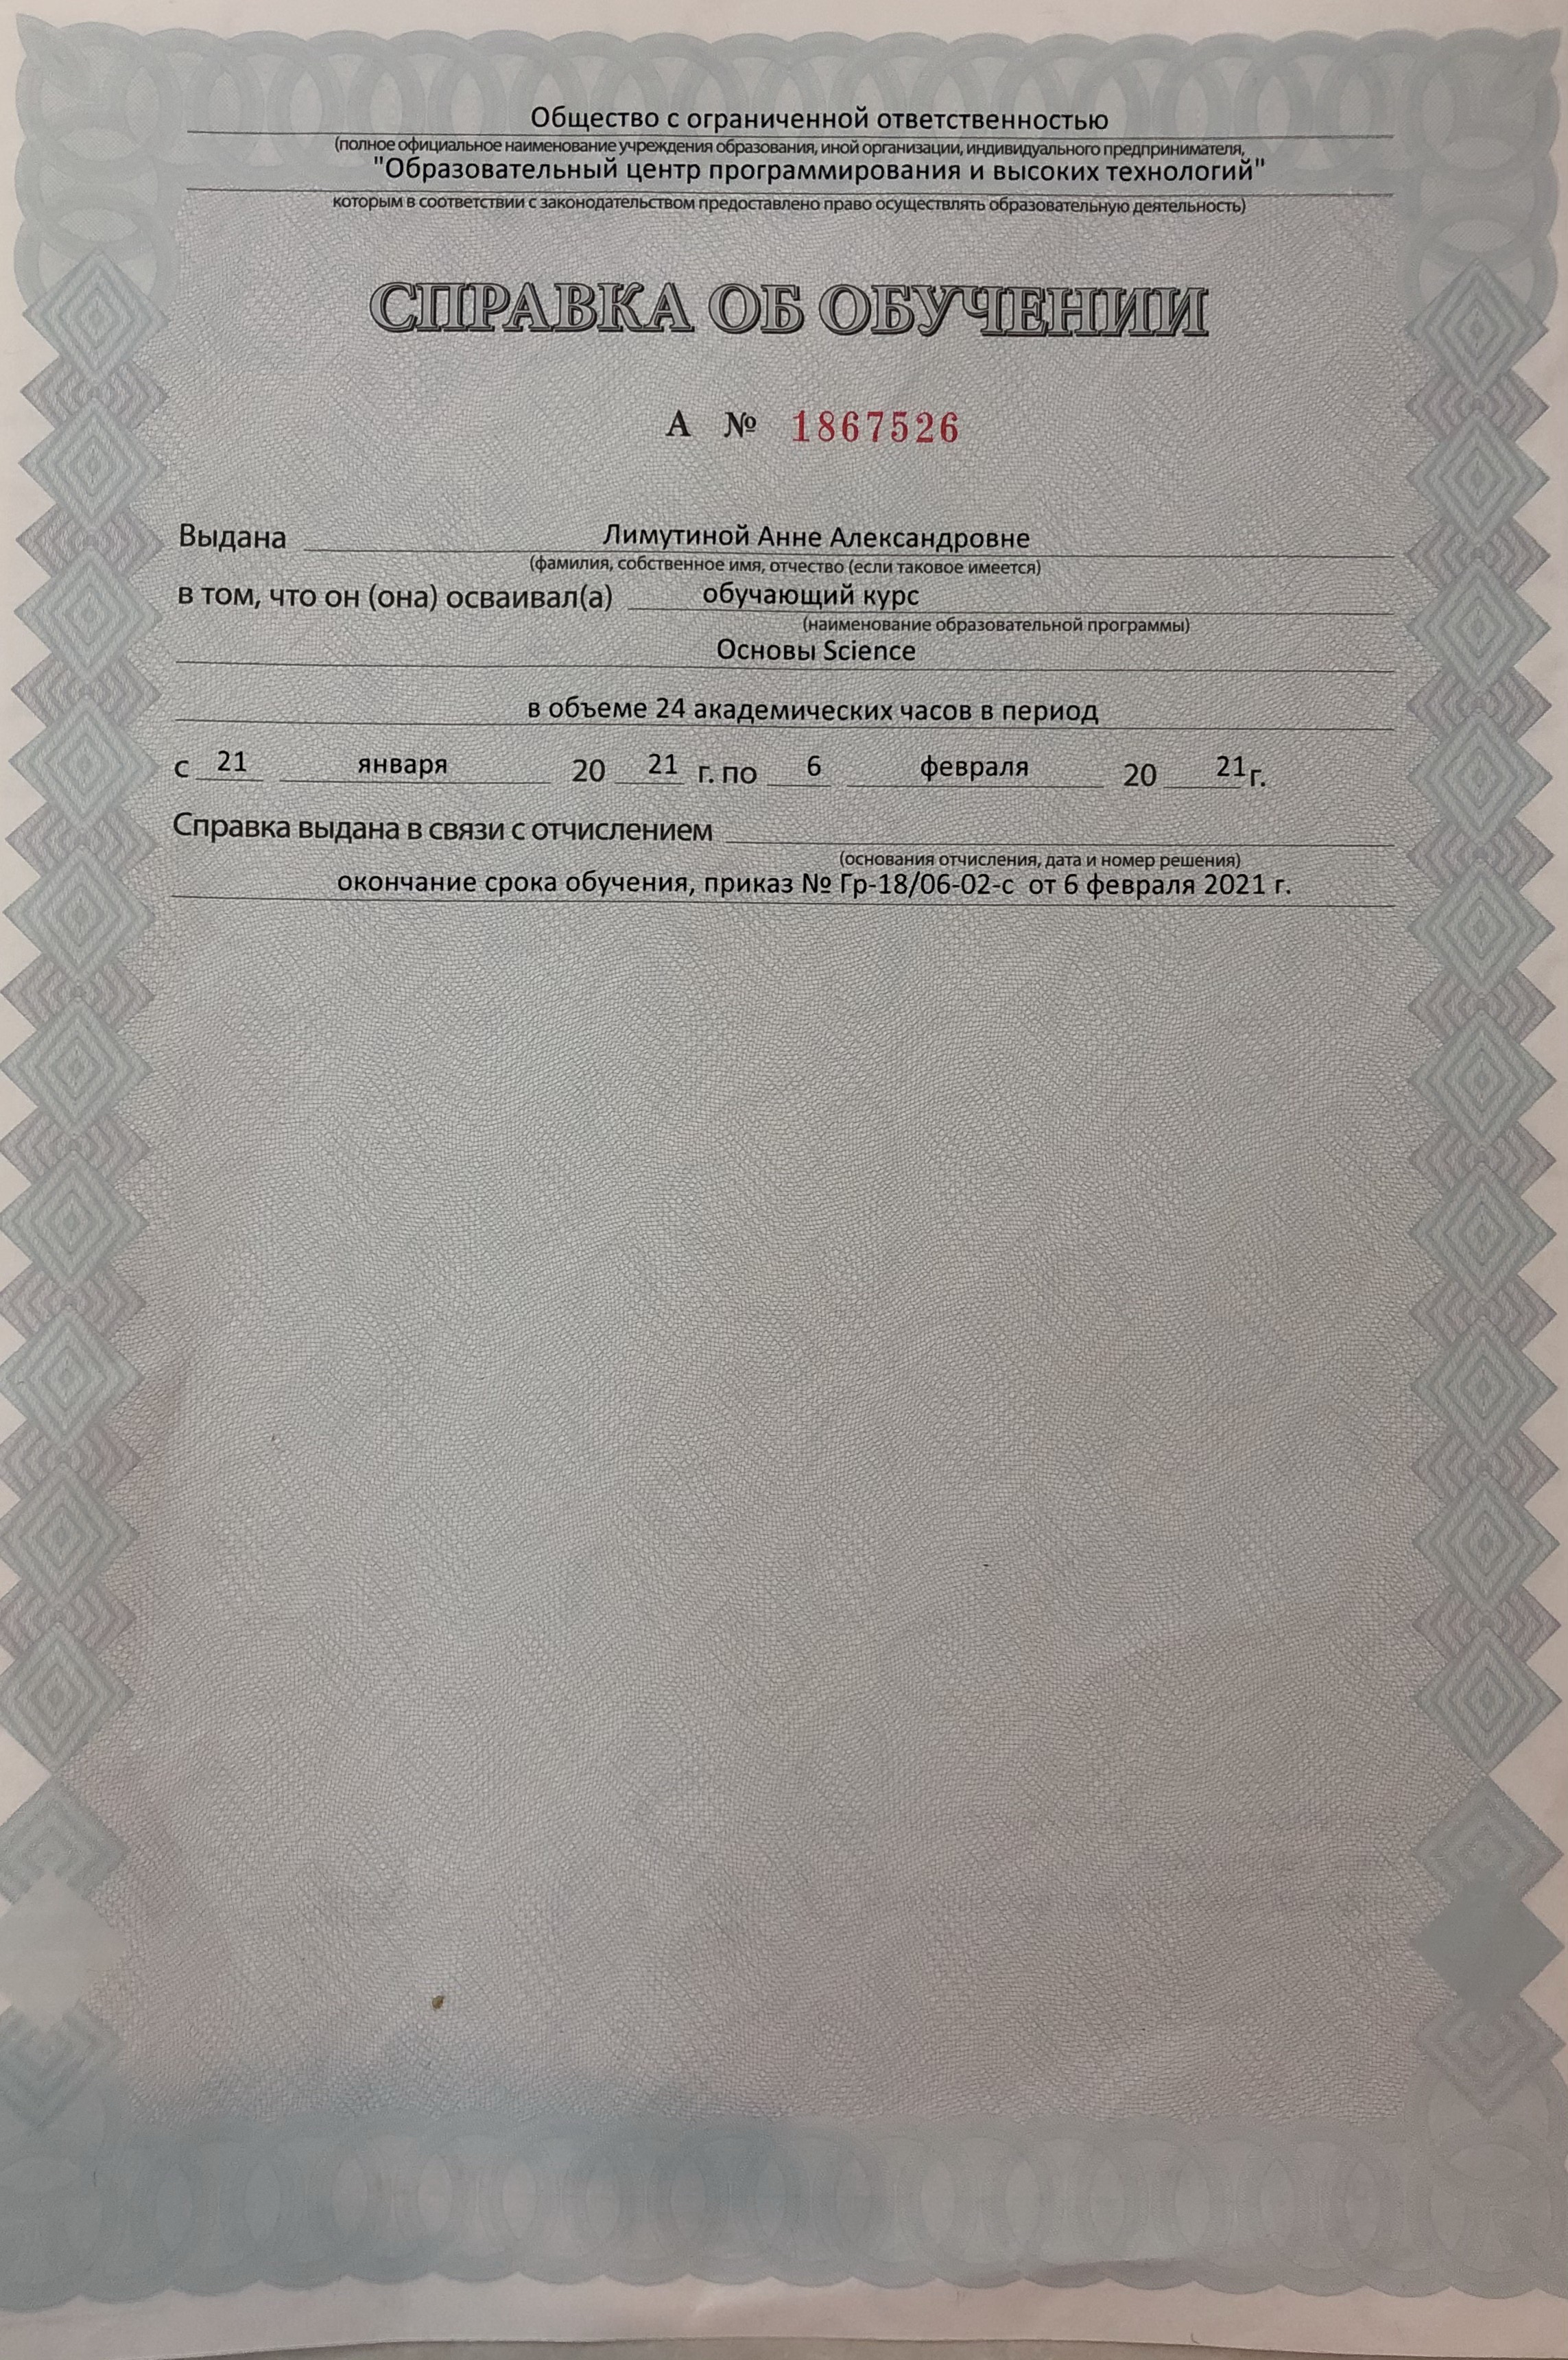 Общество с ограниченной ответственностью
(полное официальное наименование учреждения образования, иной организации, индивидуального предпринимателя,
"Образовательный центр программирования и высоких технологий"
которым в соответствии с законодательством предоставлено право осуществлять образовательную деятельность)
СПРАВКА ОБ ОБУЧЕНИИ
А № 1867526
Выдана Лимутиной Анне Александровне
(фамилия, собственное имя, отчество (если таковое имеется)
в том, что он (она) осваивал(а) обучающий курс
(наименование образовательной программы)
Основы Science
в объеме 24 академических часов в период
с 21 января 20 21 г. по 6 февраля 20 21 г.
Справка выдана в связи с отчислением
(основания отчисления, дата и номер решения)
окончание срока обучения, приказ № Гр-18/06-02-с от 6 февраля 2021 г.